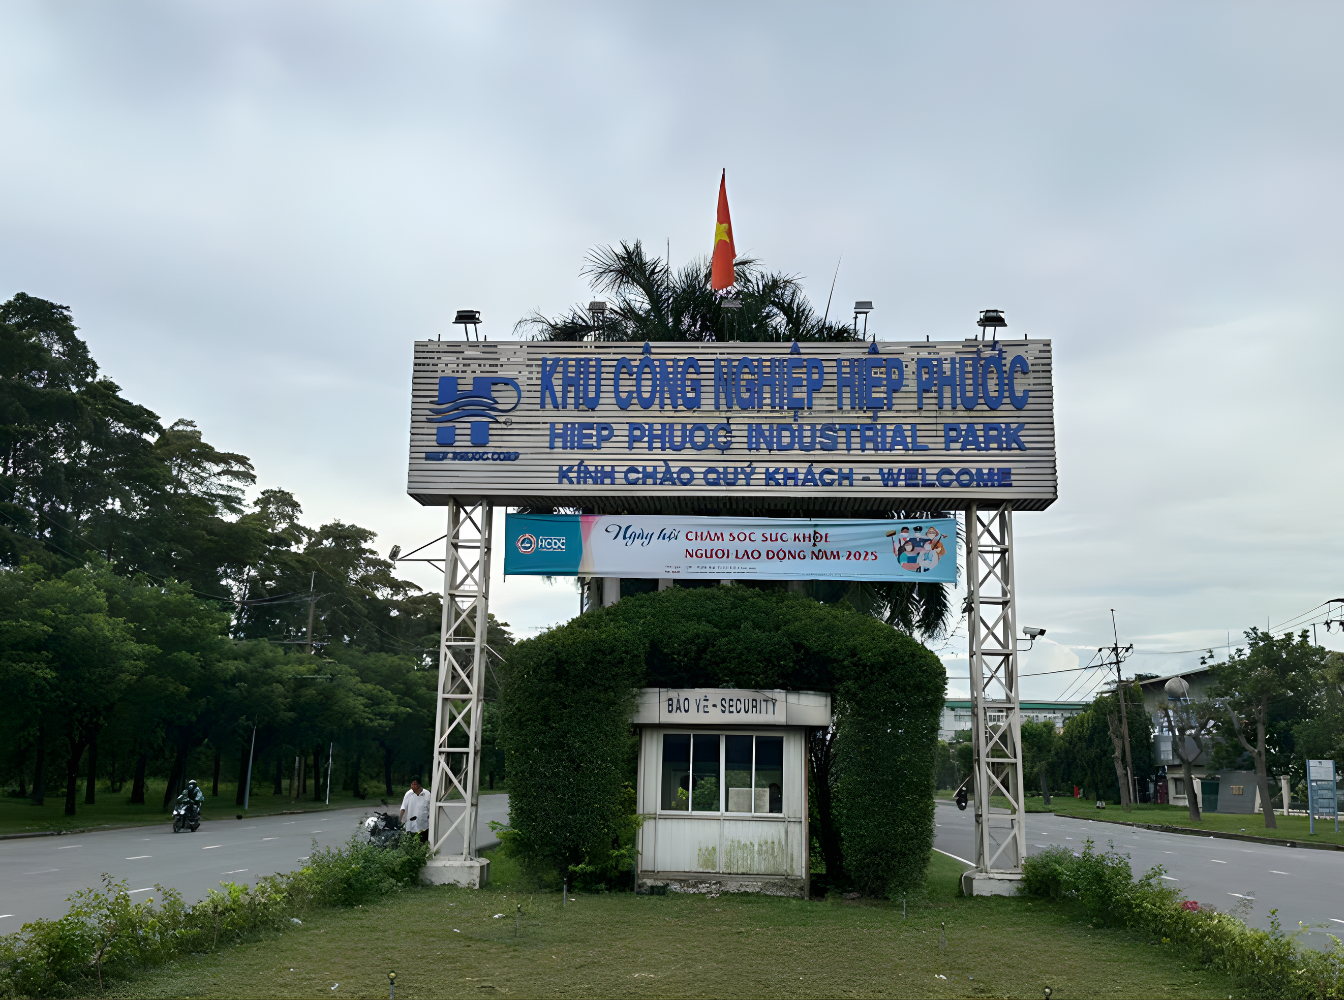 KHU CÔNG NGHIỆP HIỆP PHƯỚC
HIEP PHUOC INDUSTRIAL PARK
HIEP PHUOC CORP
KÍNH CHÀO QUÝ KHÁCH - WELCOME
HCDC
Ngày hội CHĂM SÓC SỨC KHỎE
NGƯỜI LAO ĐỘNG NĂM 2025
BẢO VỆ - SECURITY